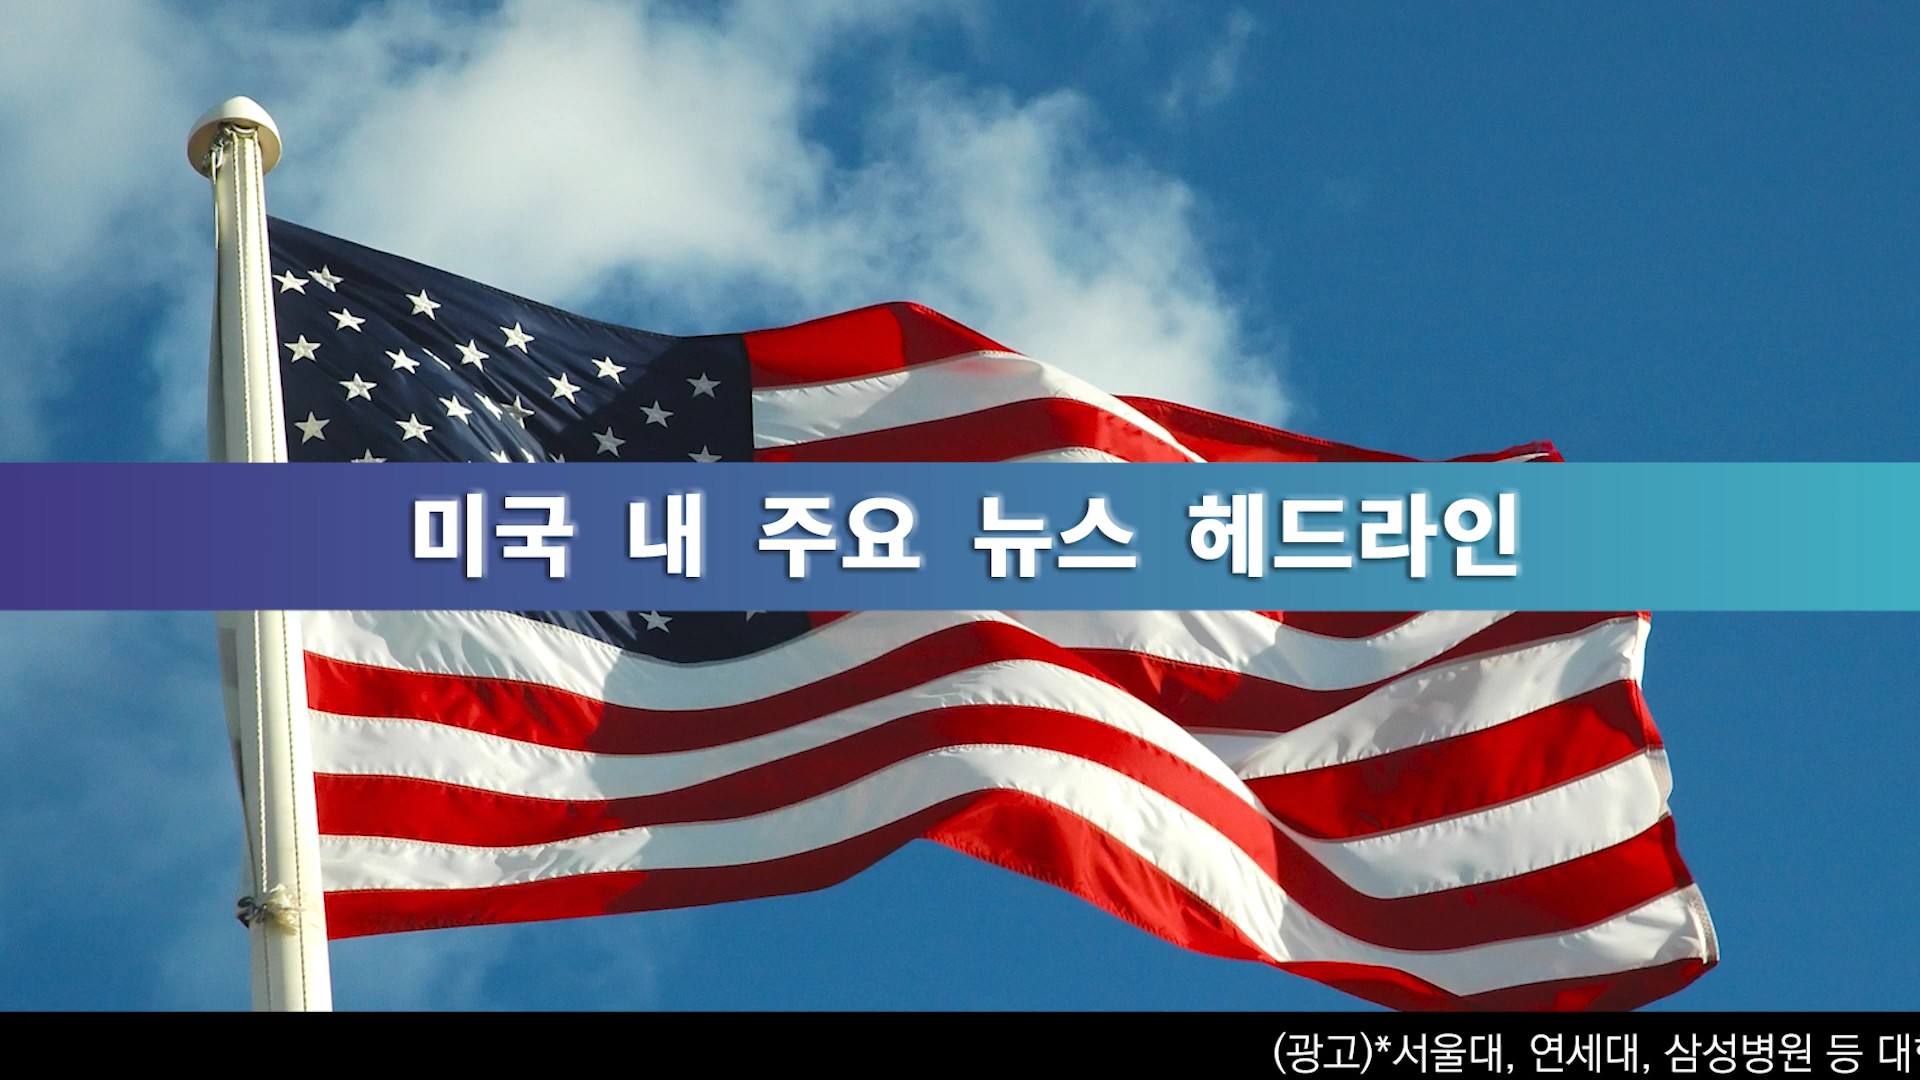 미국 내 주요 뉴스 헤드라인
(광고)*서울대, 연세대, 삼성병원 등